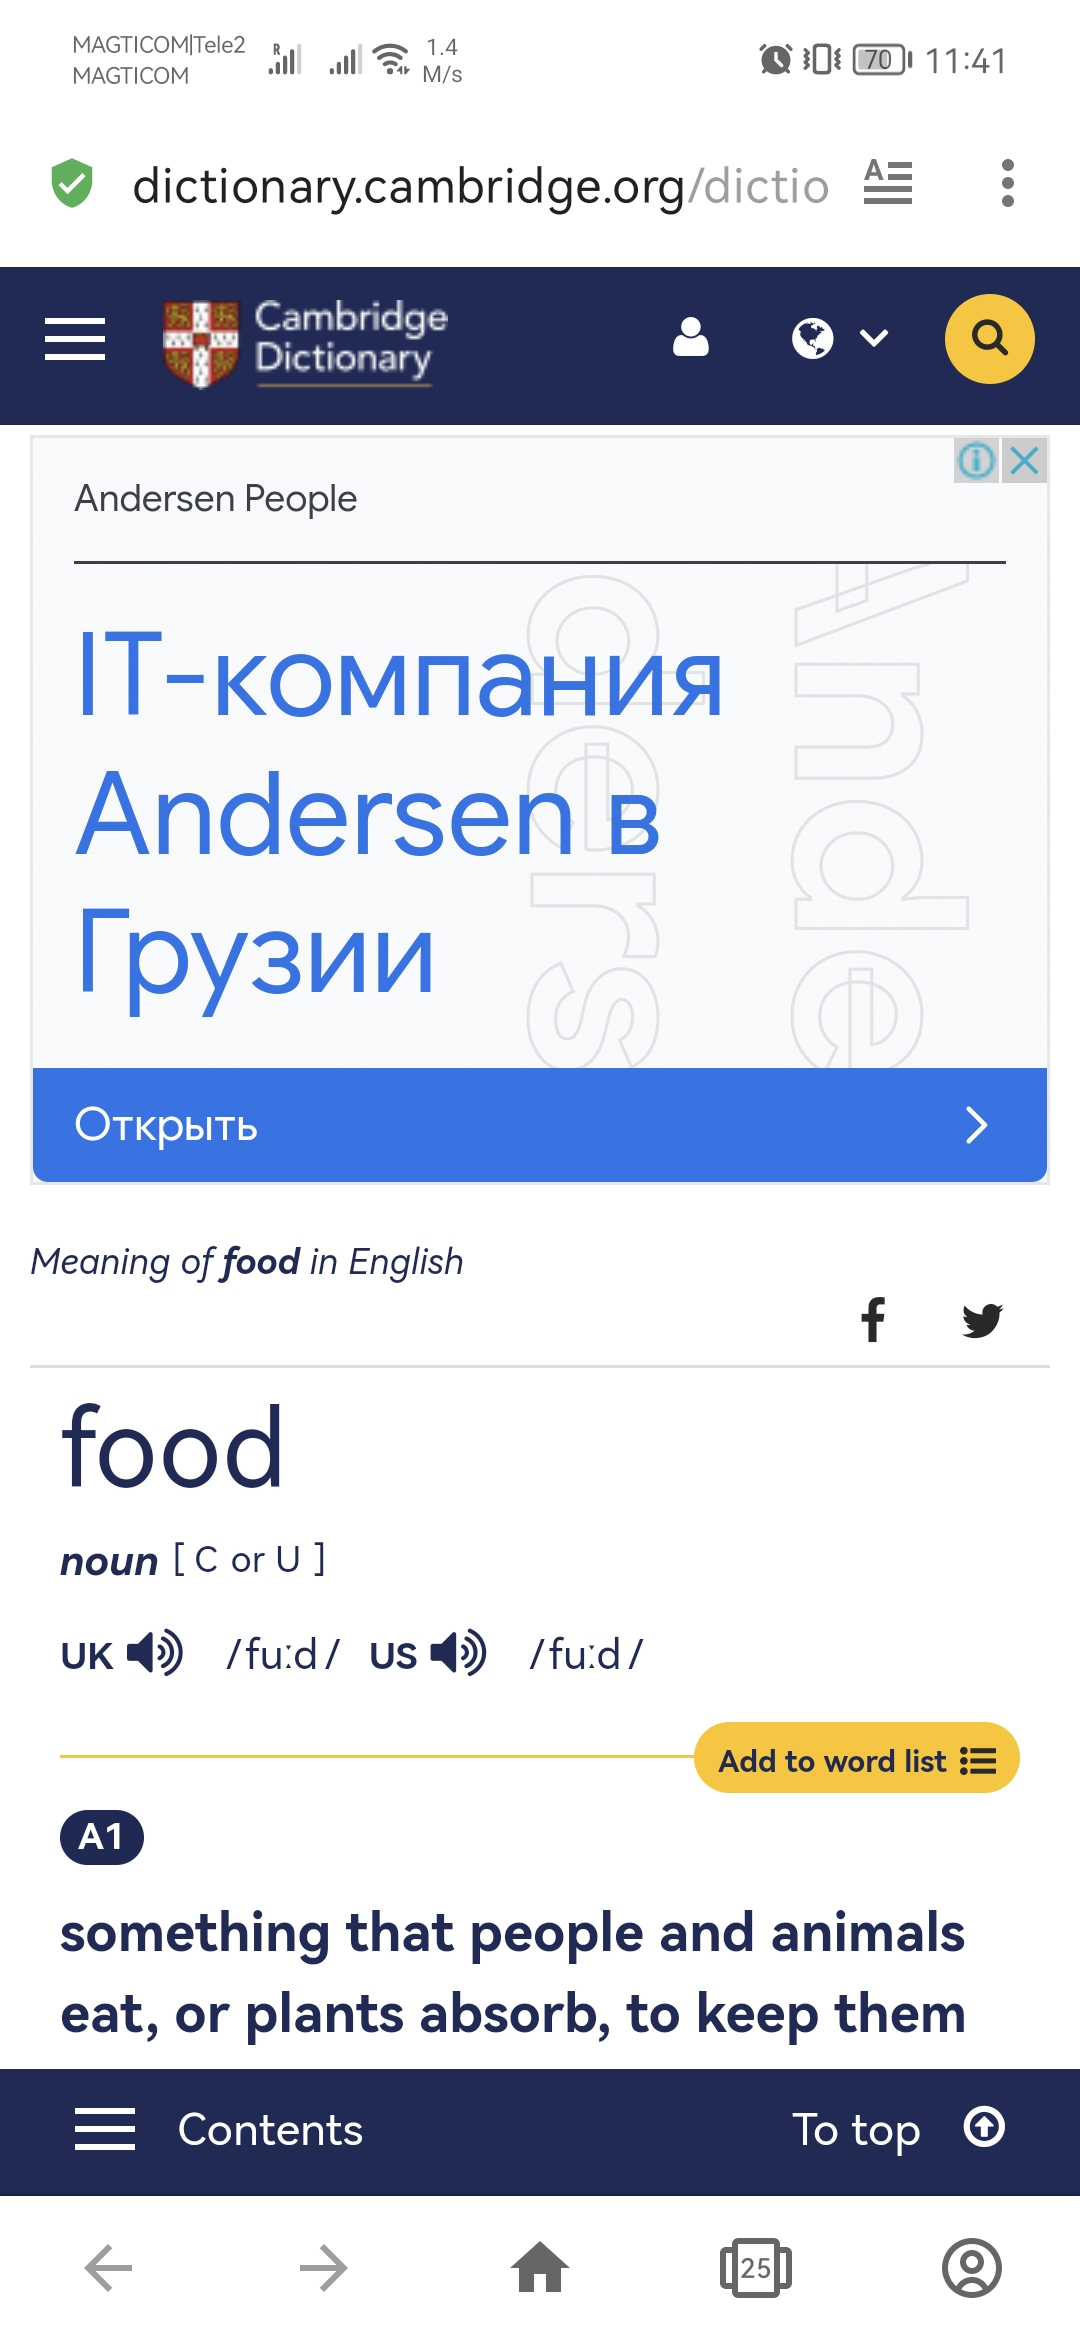 MAGTICOM|Tele2
MAGTICOM
R
1.4
M/s
70
11:41
dictionary.cambridge.org/dictio
A
Cambridge
Dictionary
Andersen People
IT-компания
Andersen в
Грузии
Ande
ders
Открыть
Meaning of food in English
food
noun [ C or U ]
UK /fuːd/ US /fuːd/
Add to word list
A1
something that people and animals
eat, or plants absorb, to keep them
Contents
To top
25